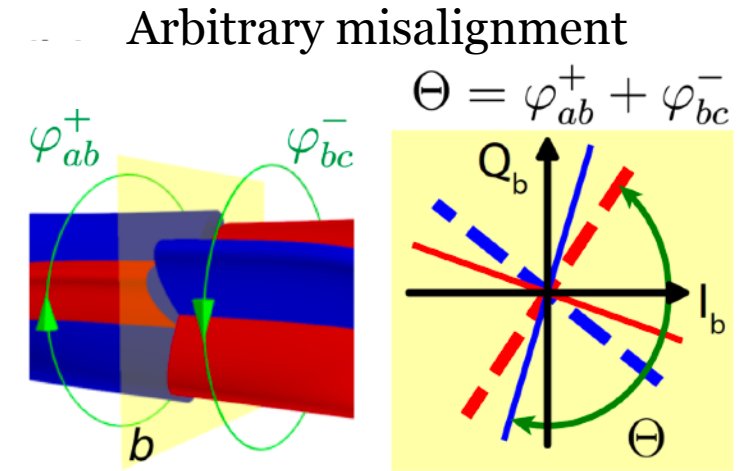 Arbitrary misalignment
Θ = φ⁺ab + φ⁻bc
φ⁺ab
φ⁻bc
Qb
Ib
b
Θ